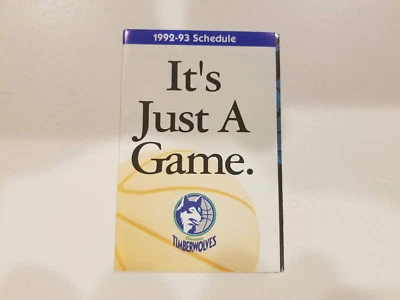 1992-93 Schedule
It's
Just A
Game.
TIMBERWOLVES